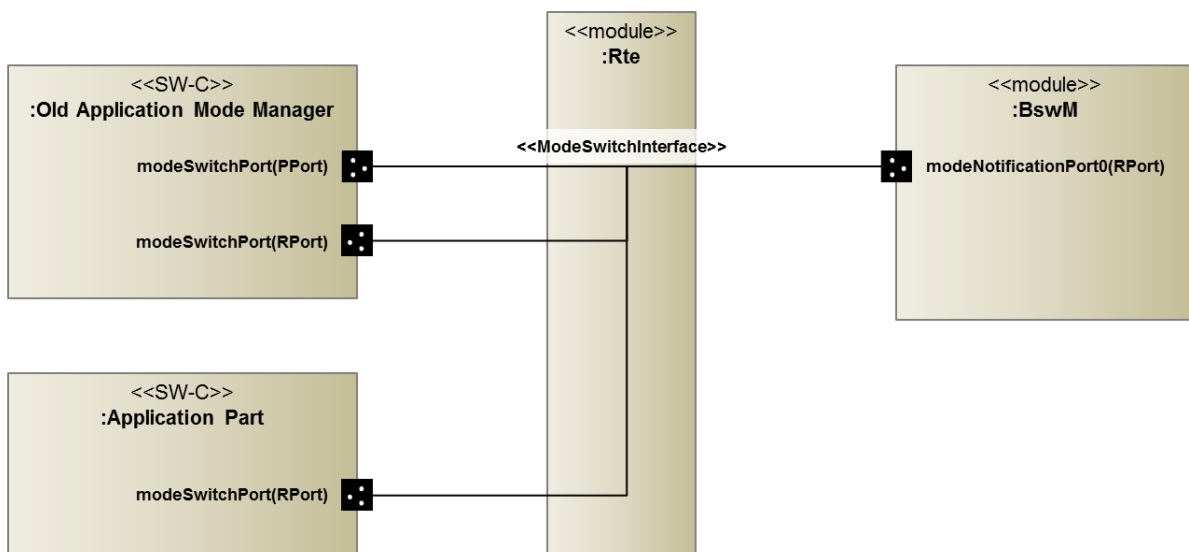 <<module>>
:Rte
<<SW-C>>
:Old Application Mode Manager
<<module>>
:BswM
<<ModeSwitchInterface>>
modeSwitchPort(PPort)
modeNotificationPort0(RPort)
modeSwitchPort(RPort)
<<SW-C>>
:Application Part
modeSwitchPort(RPort)